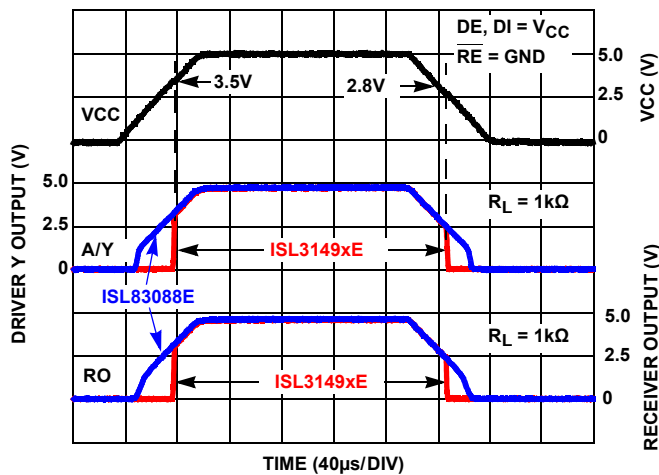 DE, DI = VCC
RE = GND
5.0
2.5
0
VCC (V)
3.5V
2.8V
VCC
DRIVER Y OUTPUT (V)
5.0
2.5
0
RL = 1kΩ
A/Y
ISL3149xE
ISL83088E
RL = 1kΩ
RO
ISL3149xE
5.0
2.5
0
RECEIVER OUTPUT (V)
TIME (40µs/DIV)